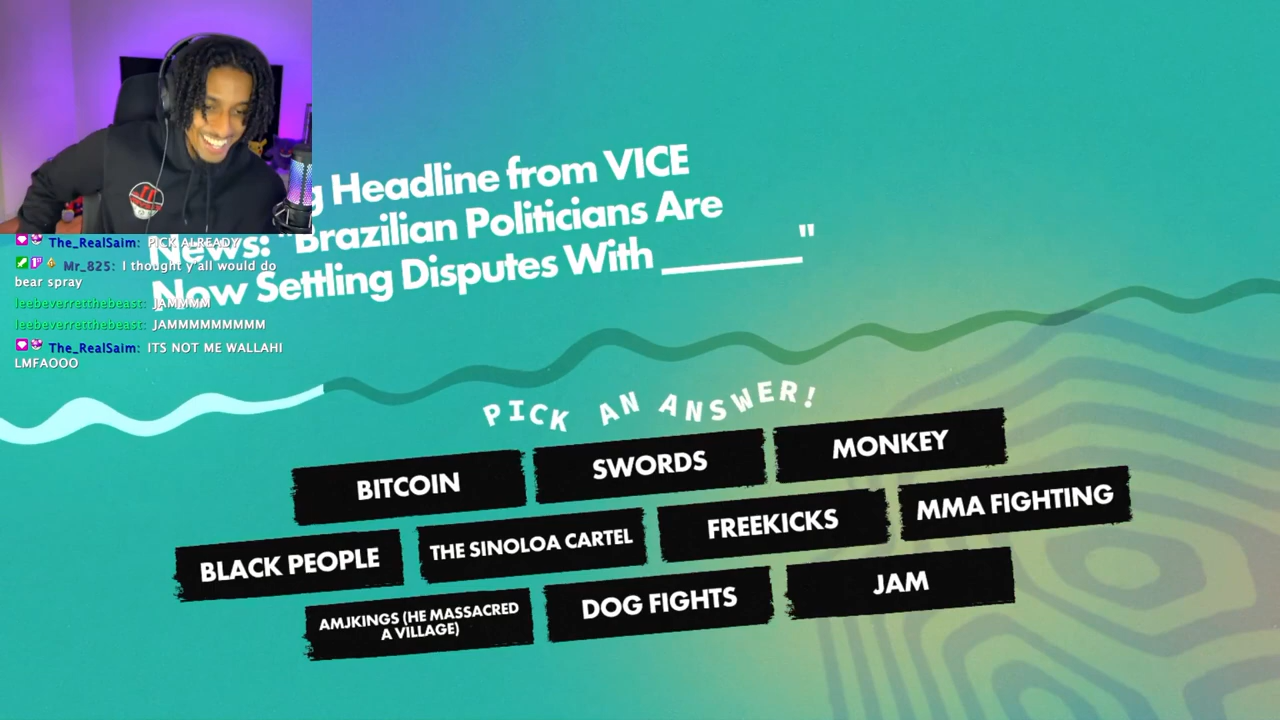 g Headline from VICE
News: "Brazilian Politicians Are
Now Settling Disputes With ______"
The_RealSaim: PICK ALREADY
Mr_825: I thought y'all would do
bear spray
leebeverretthebeast: JAMMMM
leebeverretthebeast: JAMMMMMMMMM
The_RealSaim: ITS NOT ME WALLAHI
LMFAOOO
PICK AN ANSWER!
BITCOIN
SWORDS
MONKEY
BLACK PEOPLE
THE SINOLOA CARTEL
FREEKICKS
MMA FIGHTING
AMJKINGS (HE MASSACRED
A VILLAGE)
DOG FIGHTS
JAM